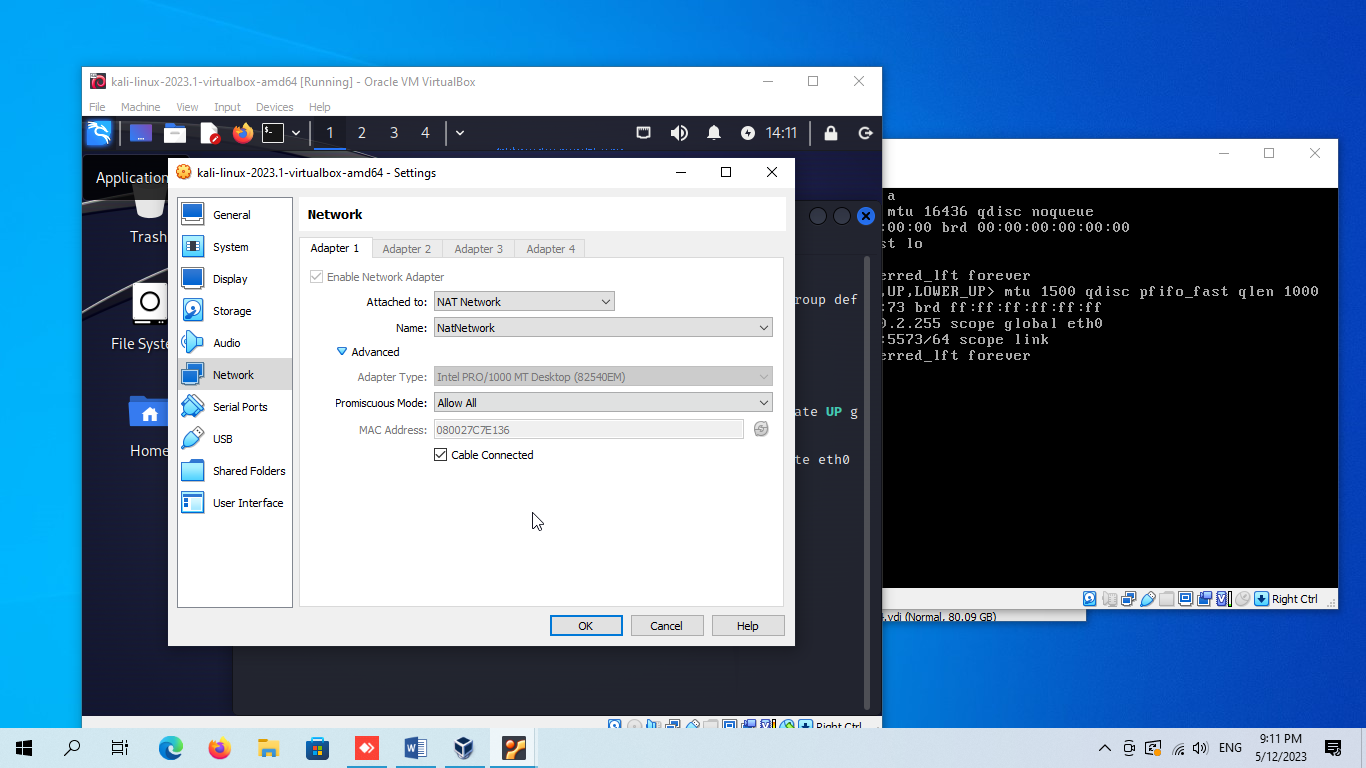 kali-linux-2023.1-virtualbox-amd64 [Running] - Oracle VM VirtualBox
File Machine View Input Devices Help
1 2 3 4 14:11
Application
Trash
File Syste
Home
kali-linux-2023.1-virtualbox-amd64 - Settings
General
System
Display
Storage
Audio
Network
Serial Ports
USB
Shared Folders
User Interface
Network
Adapter 1 Adapter 2 Adapter 3 Adapter 4
Enable Network Adapter
Attached to: NAT Network
Name: NatNetwork
Advanced
Adapter Type: Intel PRO/1000 MT Desktop (82540EM)
Promiscuous Mode: Allow All
MAC Address: 080027C7E136
Cable Connected
OK Cancel Help
roup def
ate UP g
te eth0
Right Ctrl
a
mtu 16436 qdisc noqueue
:00:00 brd 00:00:00:00:00:00
st lo
erred_lft forever
,UP,LOWER_UP> mtu 1500 qdisc pfifo_fast qlen 1000
:73 brd ff:ff:ff:ff:ff:ff
.2.255 scope global eth0
:5573/64 scope link
erred_lft forever
Right Ctrl
.vdi (Normal, 80.09 GB)
ENG
9:11 PM
5/12/2023